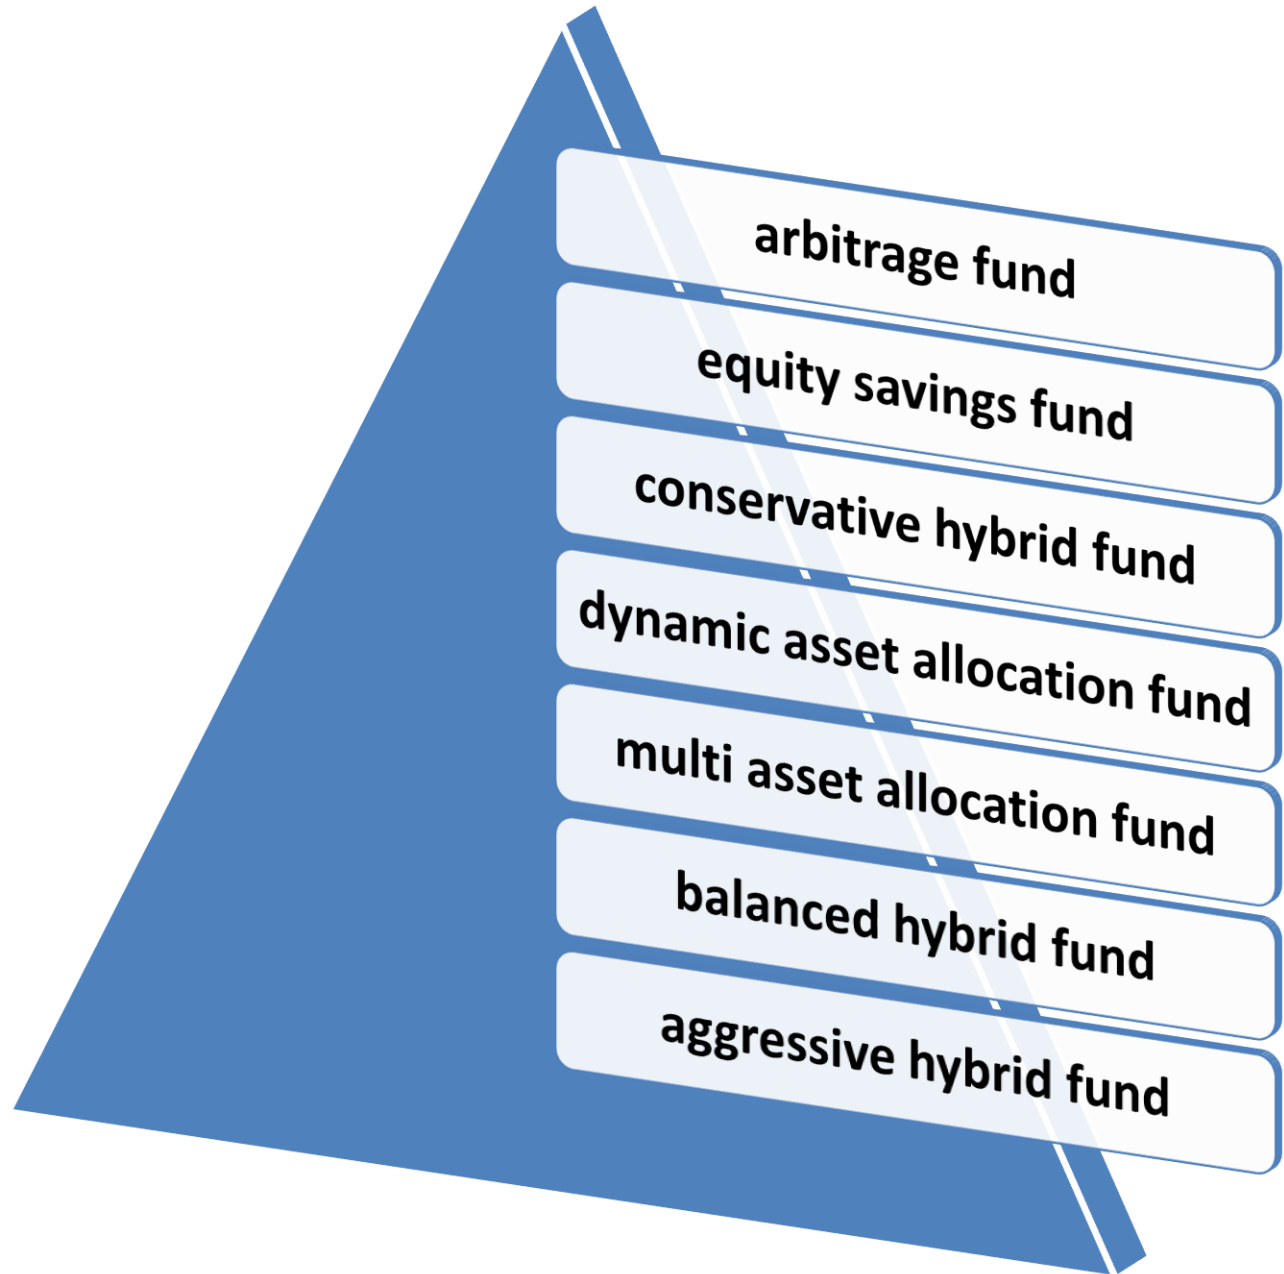 arbitrage fund
equity savings fund
conservative hybrid fund
dynamic asset allocation fund
multi asset allocation fund
balanced hybrid fund
aggressive hybrid fund